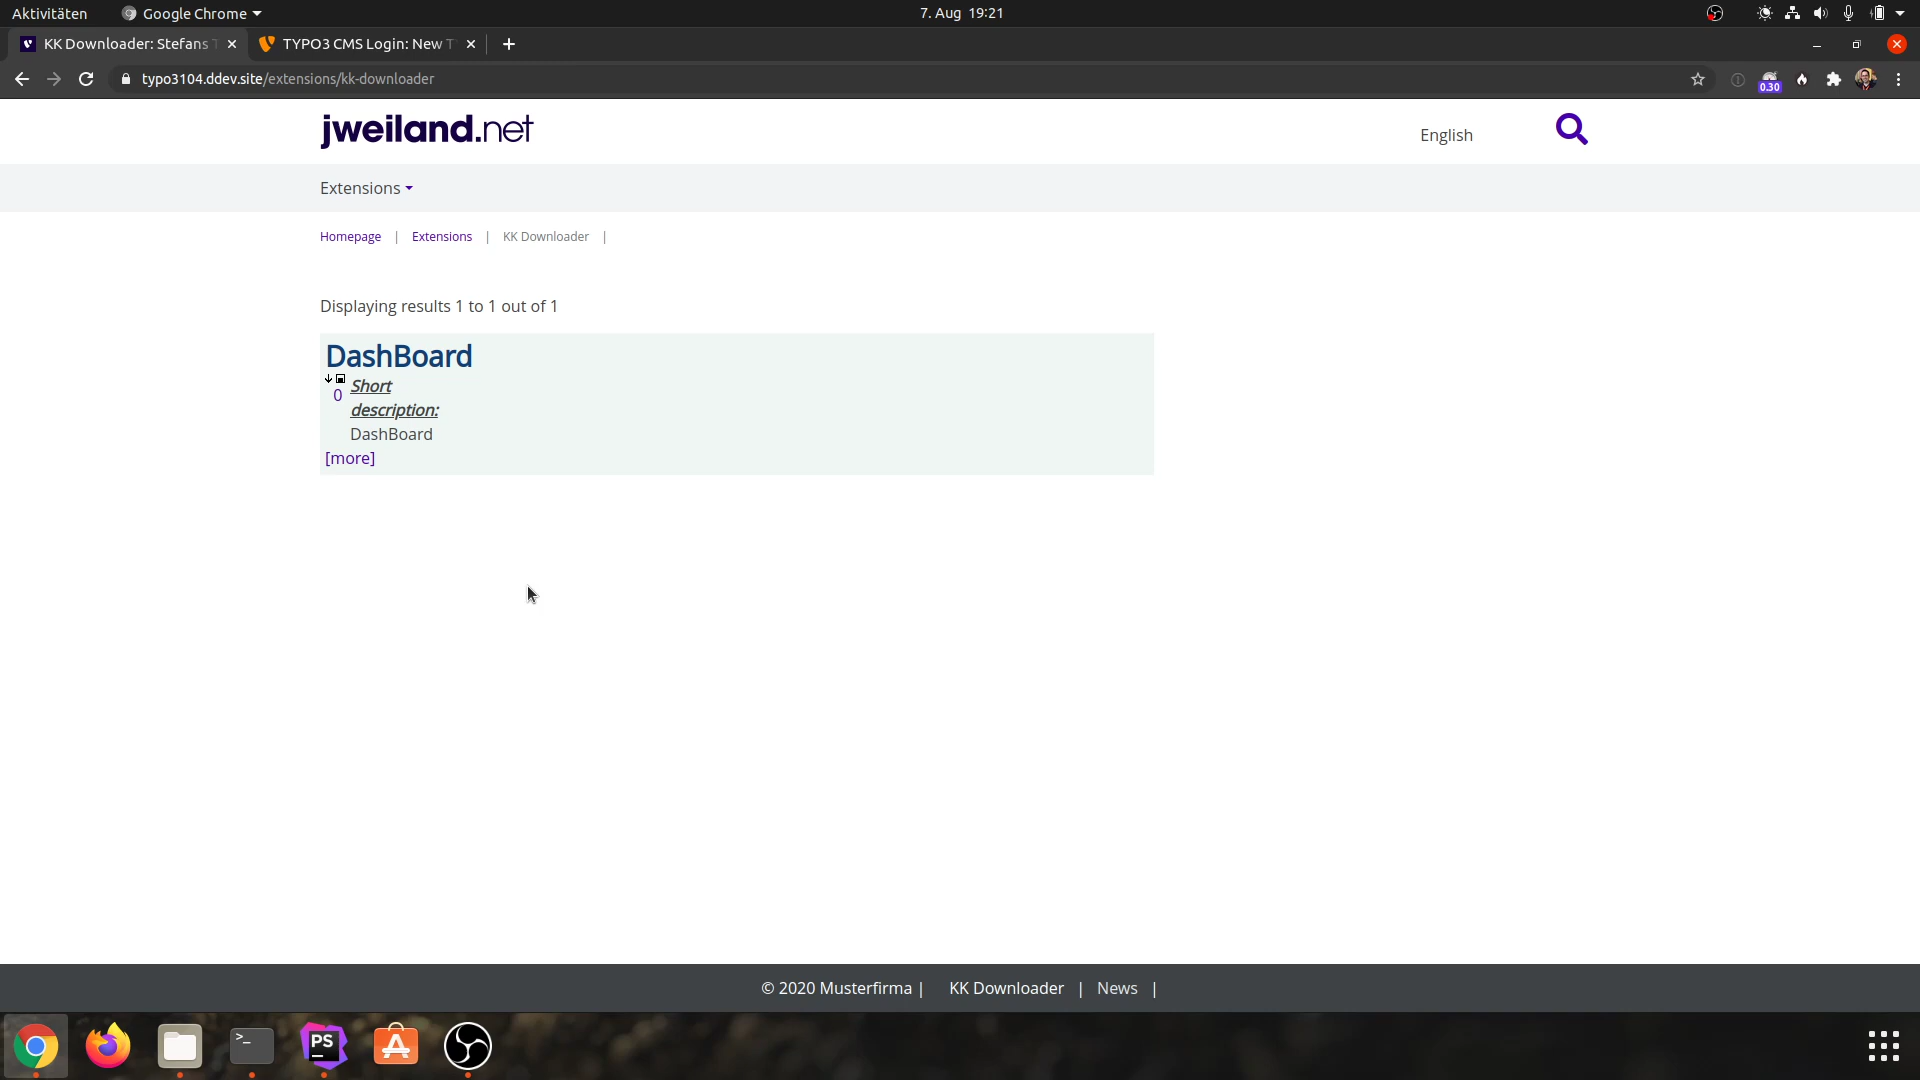 Aktivitäten
Google Chrome
7. Aug 19:21
KK Downloader: Stefans T
TYPO3 CMS Login: New T
typo3104.ddev.site/extensions/kk-downloader
0.30
jweiland.net
English
Extensions
Homepage | Extensions | KK Downloader |
Displaying results 1 to 1 out of 1
DashBoard
Short
0
description:
DashBoard
[more]
© 2020 Musterfirma | KK Downloader | News |
>_
PS